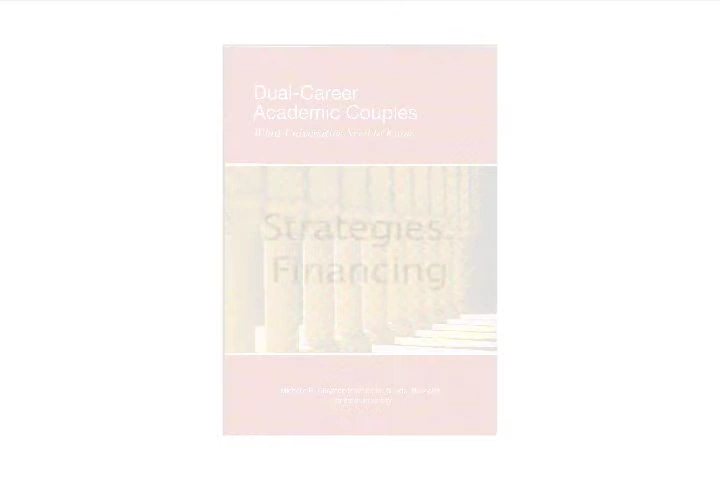 Dual-Career
Academic Couples
What Universities Need to Know
Strategies
Financing